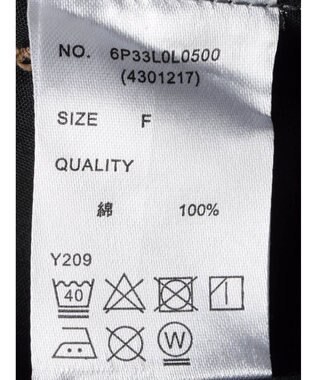 NO. 6P33L0L0500
(4301217)
SIZE F
QUALITY
綿 100%
Y209
40
W